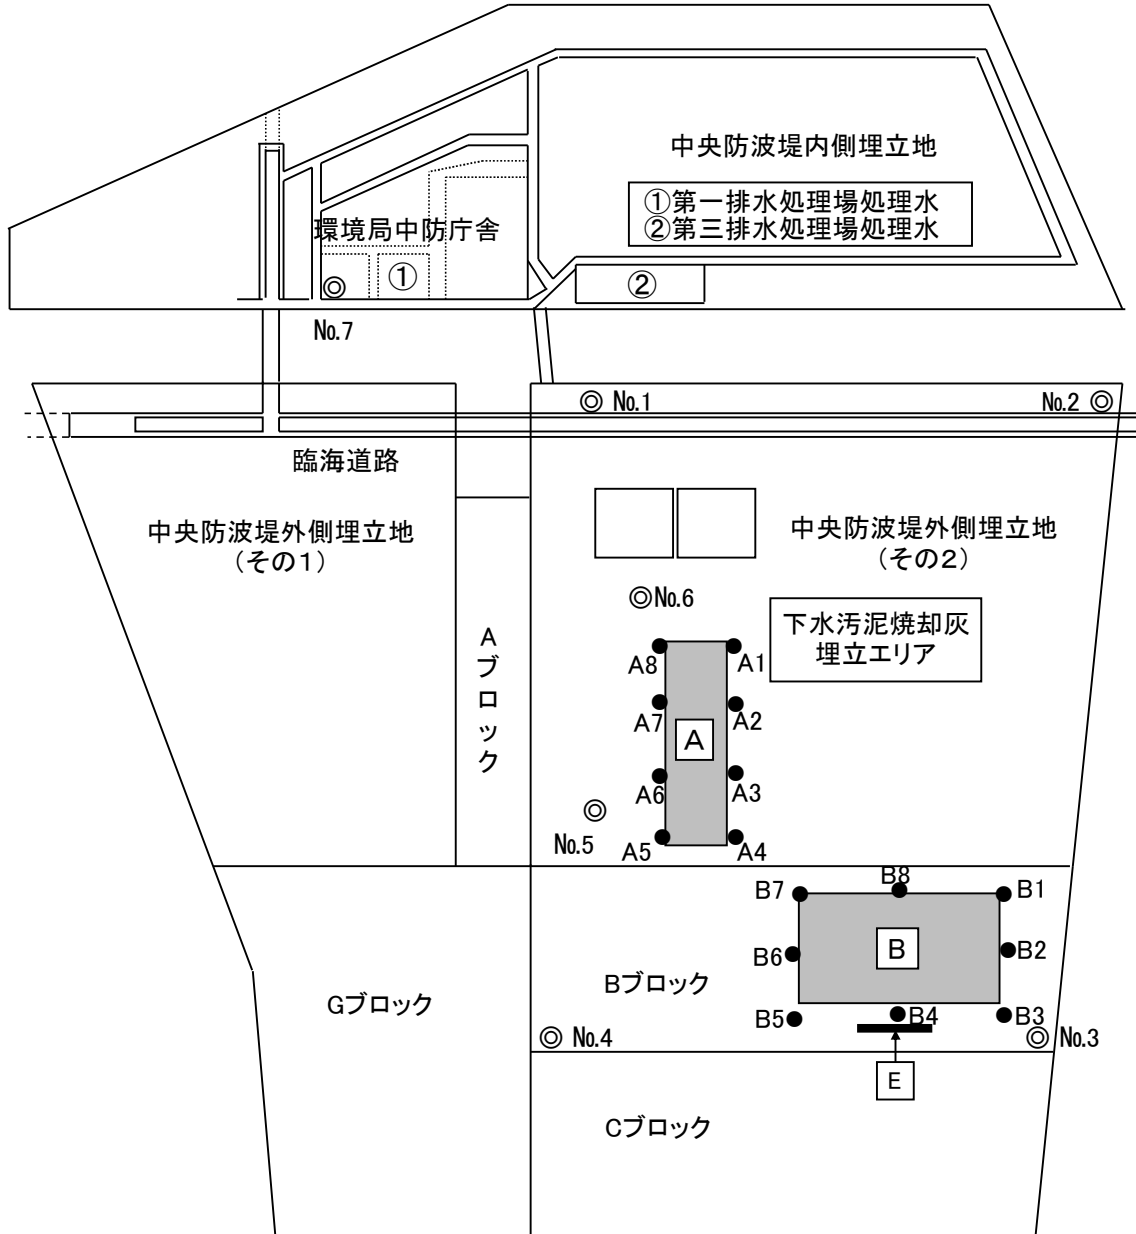 中央防波堤内側埋立地
①第一排水処理場処理水
②第三排水処理場処理水
環境局中防庁舎
①
②
No.7
No.1
No.2
臨海道路
中央防波堤外側埋立地
(その1)
中央防波堤外側埋立地
(その2)
No.6
下水汚泥焼却灰
埋立エリア
Aブロック
A8
A1
A7
A2
A
A6
A3
No.5
A5
A4
B7
B8
B1
B6
B
B2
Gブロック
Bブロック
B5
B4
B3
No.4
No.3
E
Cブロック